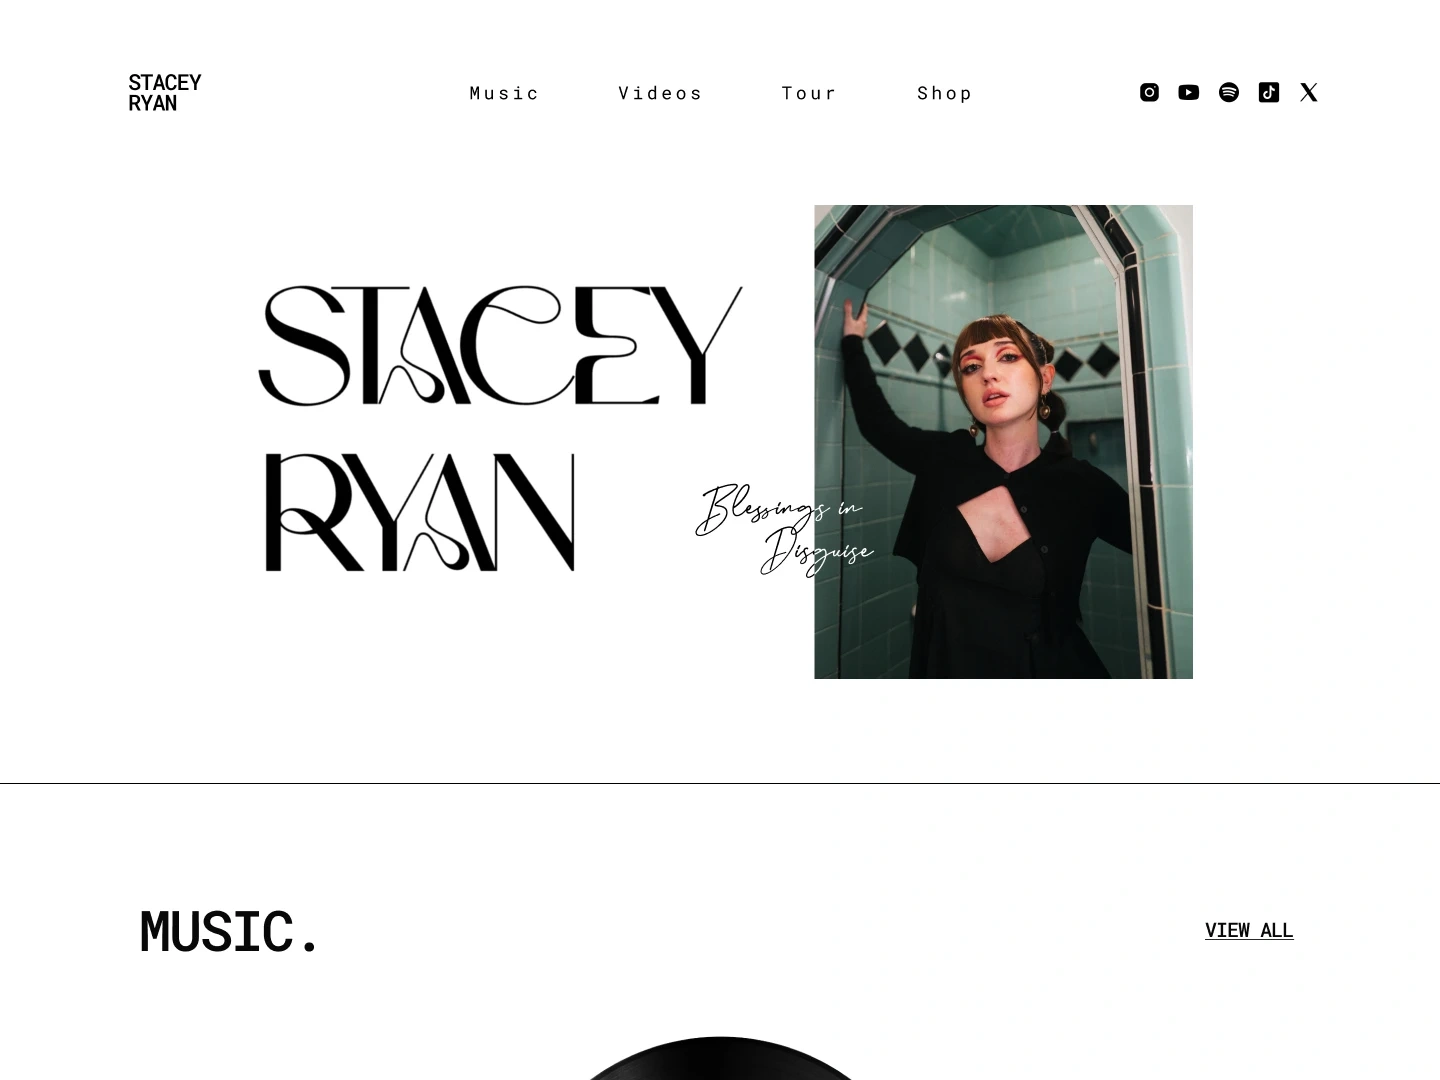 STACEY
RYAN
Music Videos Tour Shop
STACEY
RYAN
Blessings in
Disguise
MUSIC.
VIEW ALL